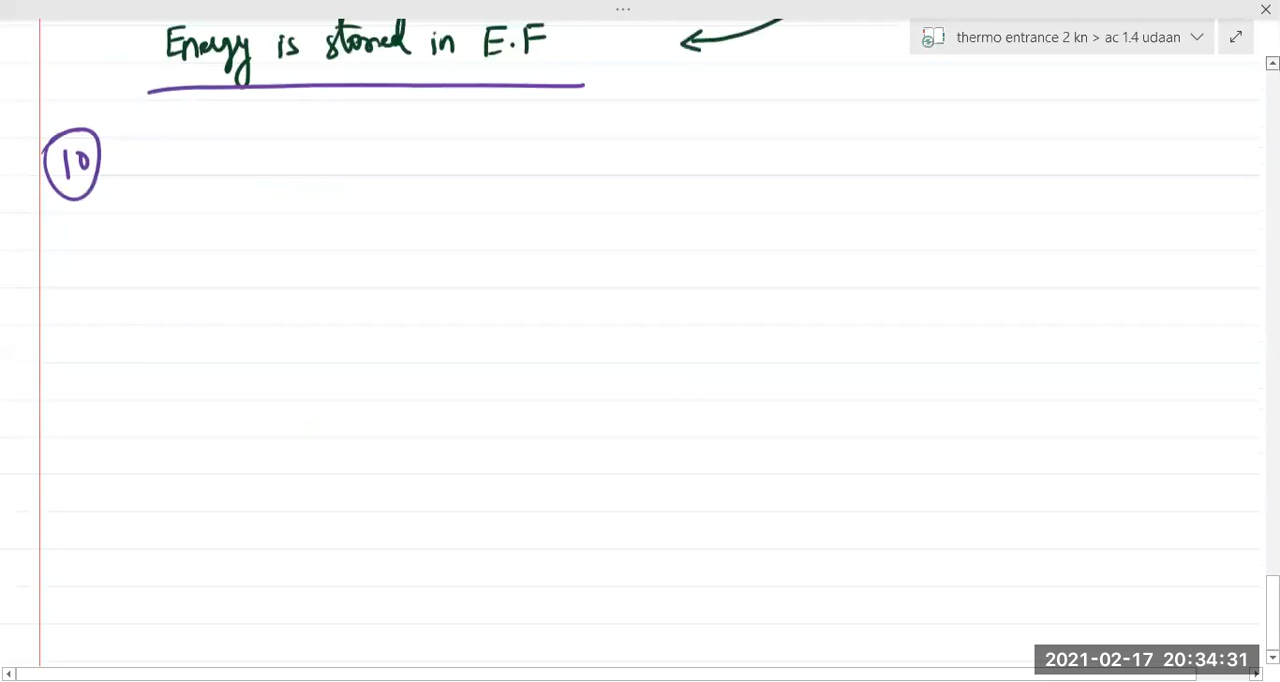 Energy is stored in E.F
thermo entrance 2 kn > ac 1.4 udaan
10
2021-02-17 20:34:31